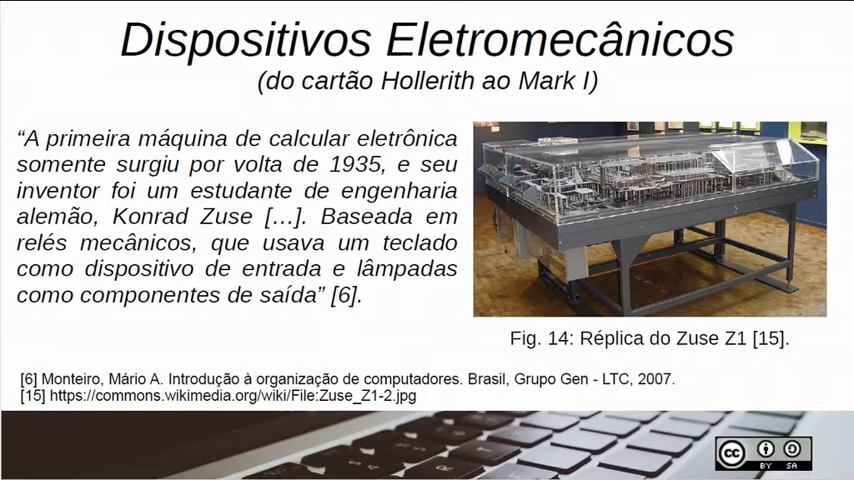 Dispositivos Eletromecânicos
(do cartão Hollerith ao Mark I)
“A primeira máquina de calcular eletrônica
somente surgiu por volta de 1935, e seu
inventor foi um estudante de engenharia
alemão, Konrad Zuse [...]. Baseada em
relés mecânicos, que usava um teclado
como dispositivo de entrada e lâmpadas
como componentes de saída” [6].
Fig. 14: Réplica do Zuse Z1 [15].
[6] Monteiro, Mário A. Introdução à organização de computadores. Brasil, Grupo Gen - LTC, 2007.
[15] https://commons.wikimedia.org/wiki/File:Zuse_Z1-2.jpg
cc
BY SA